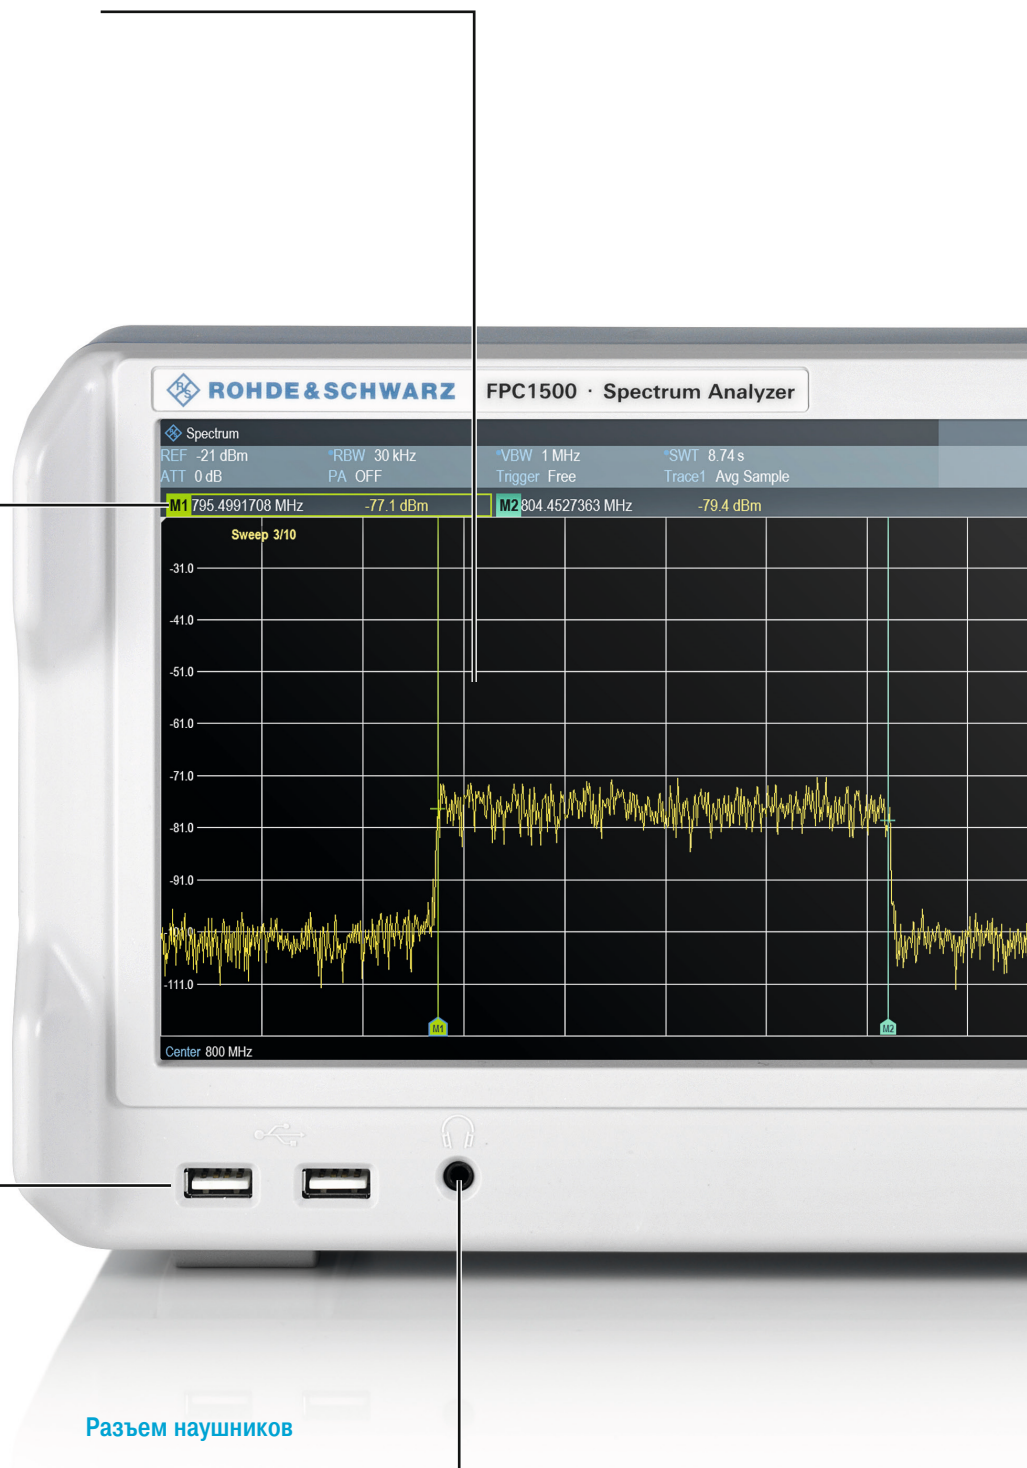 ROHDE&SCHWARZ FPC1500 · Spectrum Analyzer
Spectrum
REF -21 dBm °RBW 30 kHz °VBW 1 MHz °SWT 8.74 s
ATT 0 dB PA OFF Trigger Free Trace1 Avg Sample
M1 795.4991708 MHz -77.1 dBm M2 804.4527363 MHz -79.4 dBm
Sweep 3/10
-31.0
-41.0
-51.0
-61.0
-71.0
-81.0
-91.0
-111.0
M1 M2
Center 800 MHz
Разъем наушников